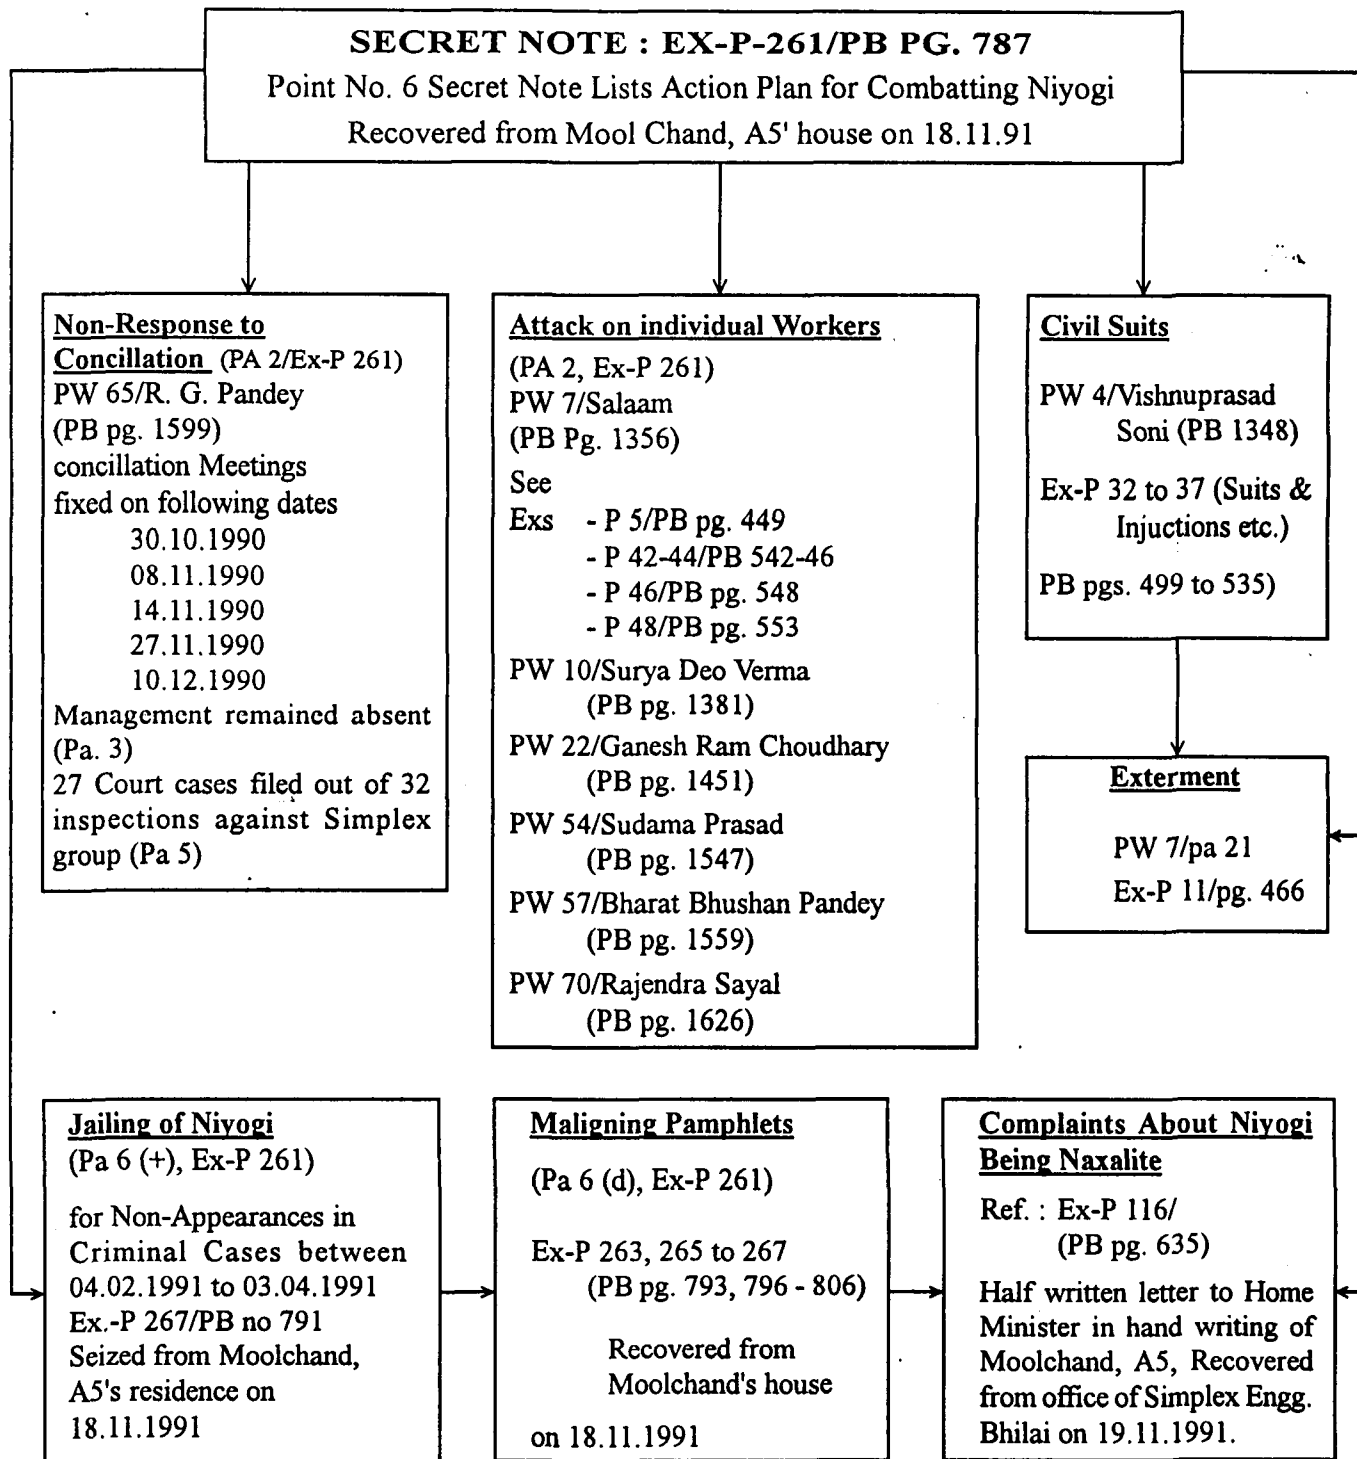 SECRET NOTE : EX-P-261/PB PG. 787
Point No. 6 Secret Note Lists Action Plan for Combatting Niyogi
Recovered from Mool Chand, A5' house on 18.11.91
Non-Response to
Concillation (PA 2/Ex-P 261)
PW 65/R. G. Pandey
(PB pg. 1599)
concillation Meetings
fixed on following dates
30.10.1990
08.11.1990
14.11.1990
27.11.1990
10.12.1990
Management remained absent
(Pa. 3)
27 Court cases filed out of 32
inspections against Simplex
group (Pa 5)
Attack on individual Workers
(PA 2, Ex-P 261)
PW 7/Salaam
(PB Pg. 1356)
See
Exs - P 5/PB pg. 449
- P 42-44/PB 542-46
- P 46/PB pg. 548
- P 48/PB pg. 553
PW 10/Surya Deo Verma
(PB pg. 1381)
PW 22/Ganesh Ram Choudhary
(PB pg. 1451)
PW 54/Sudama Prasad
(PB pg. 1547)
PW 57/Bharat Bhushan Pandey
(PB pg. 1559)
PW 70/Rajendra Sayal
(PB pg. 1626)
Civil Suits
PW 4/Vishnuprasad
Soni (PB 1348)
Ex-P 32 to 37 (Suits &
Injuctions etc.)
PB pgs. 499 to 535)
Exterment
PW 7/pa 21
Ex-P 11/pg. 466
Jailing of Niyogi
(Pa 6 (+), Ex-P 261)
for Non-Appearances in
Criminal Cases between
04.02.1991 to 03.04.1991
Ex.-P 267/PB no 791
Seized from Moolchand,
A5's residence on
18.11.1991
Maligning Pamphlets
(Pa 6 (d), Ex-P 261)
Ex-P 263, 265 to 267
(PB pg. 793, 796 - 806)
Recovered from
Moolchand's house
on 18.11.1991
Complaints About Niyogi
Being Naxalite
Ref. : Ex-P 116/
(PB pg. 635)
Half written letter to Home
Minister in hand writing of
Moolchand, A5, Recovered
from office of Simplex Engg.
Bhilai on 19.11.1991.